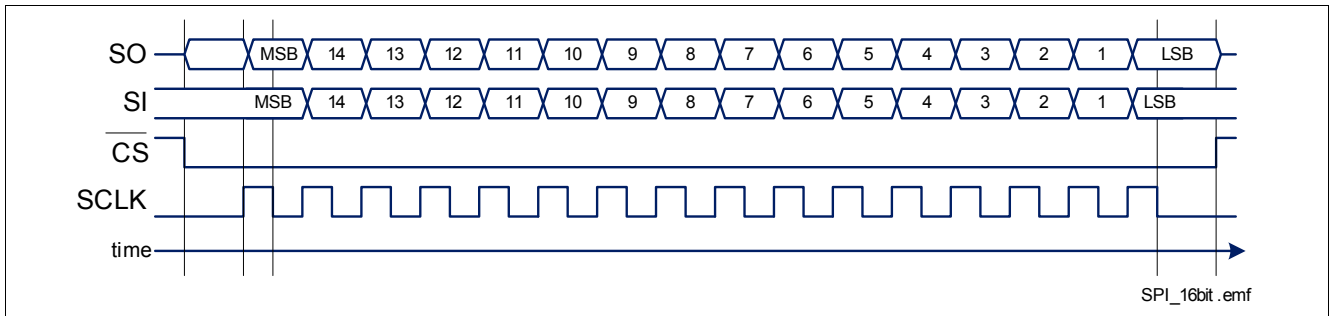 SO MSB 14 13 12 11 10 9 8 7 6 5 4 3 2 1 LSB
SI MSB 14 13 12 11 10 9 8 7 6 5 4 3 2 1 LSB
CS
SCLK
time
SPI_16bit.emf